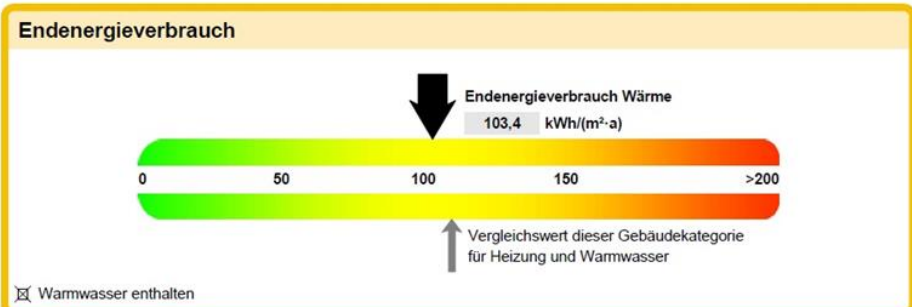 Endenergieverbrauch
Endenergieverbrauch Wärme
103,4 kWh/(m²·a)
0 50 100 150 >200
Vergleichswert dieser Gebäudekategorie
für Heizung und Warmwasser
☒ Warmwasser enthalten